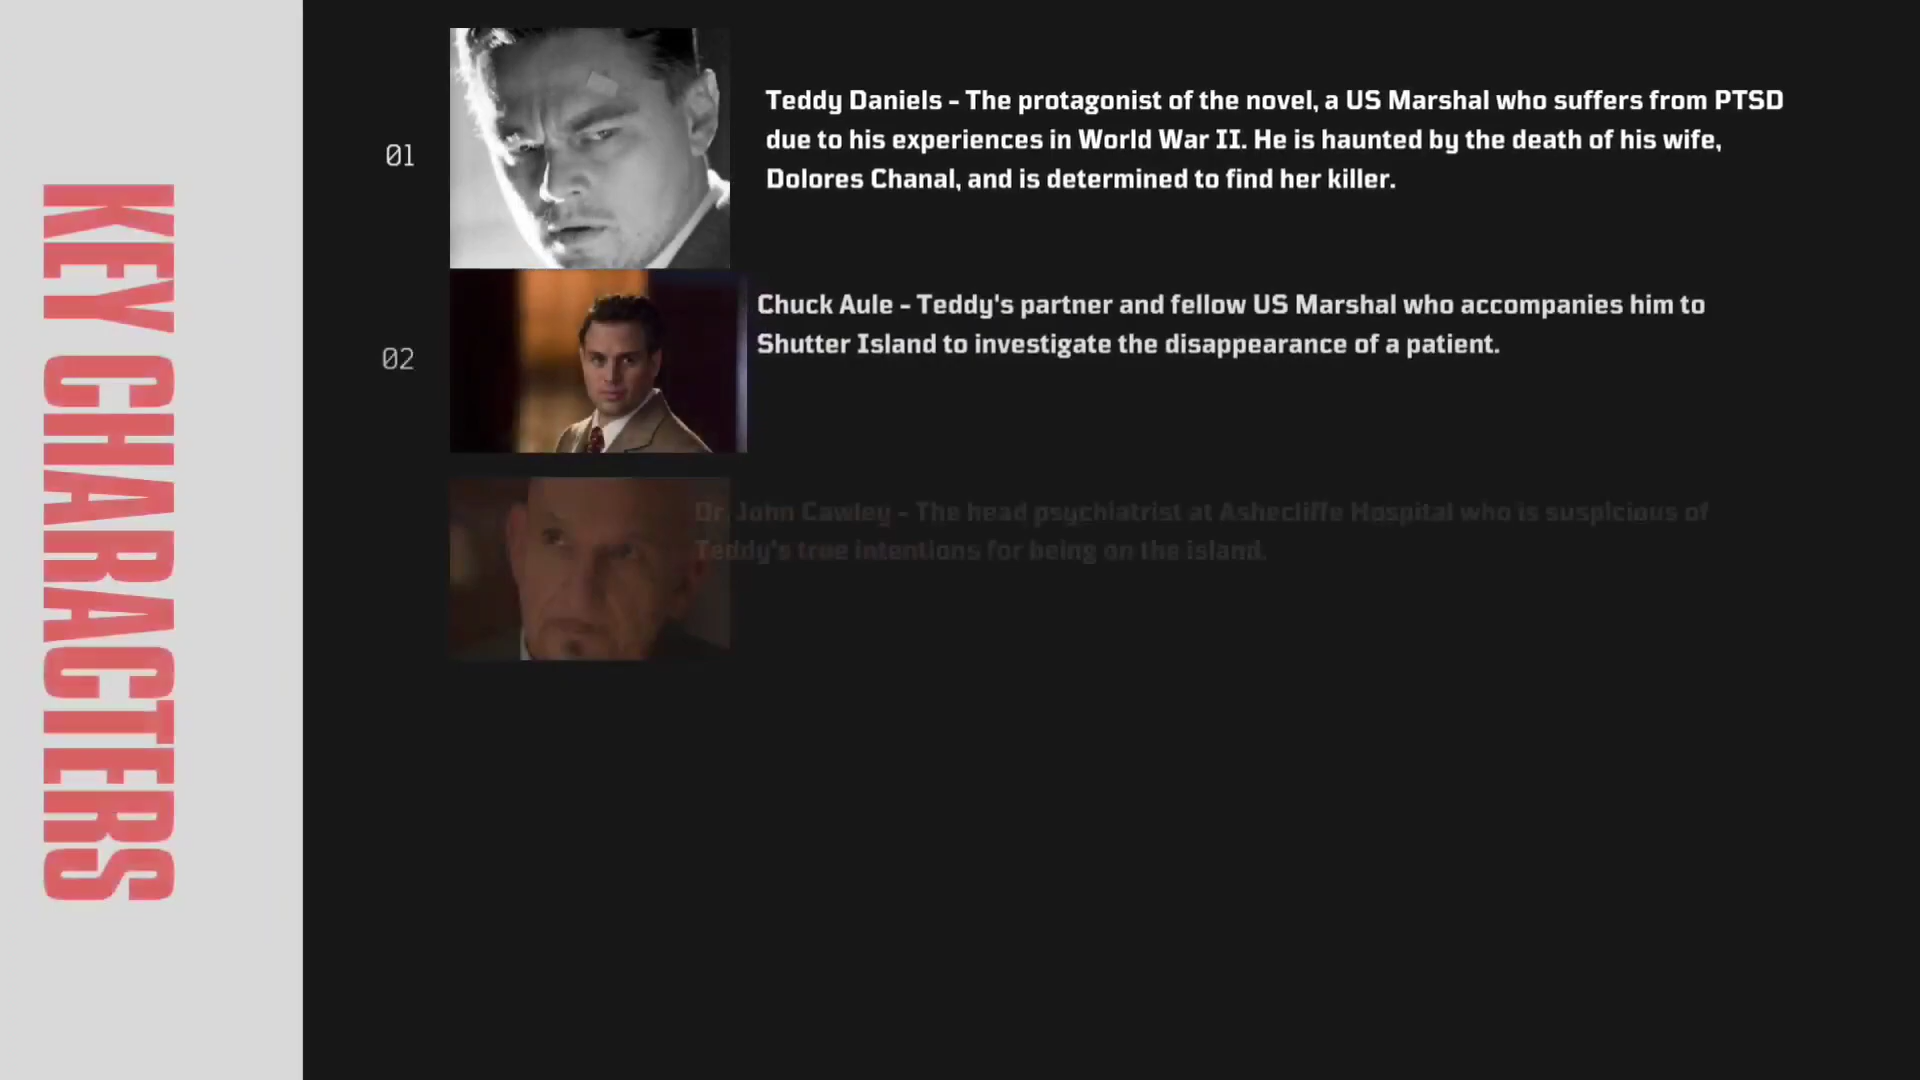 KEY CHARACTERS
01
Teddy Daniels - The protagonist of the novel, a US Marshal who suffers from PTSD
due to his experiences in World War II. He is haunted by the death of his wife,
Dolores Chanal, and is determined to find her killer.
02
Chuck Aule - Teddy's partner and fellow US Marshal who accompanies him to
Shutter Island to investigate the disappearance of a patient.
Dr. John Cawley - The head psychiatrist at Ashecliffe Hospital who is suspicious of
Teddy's true intentions for being on the island.